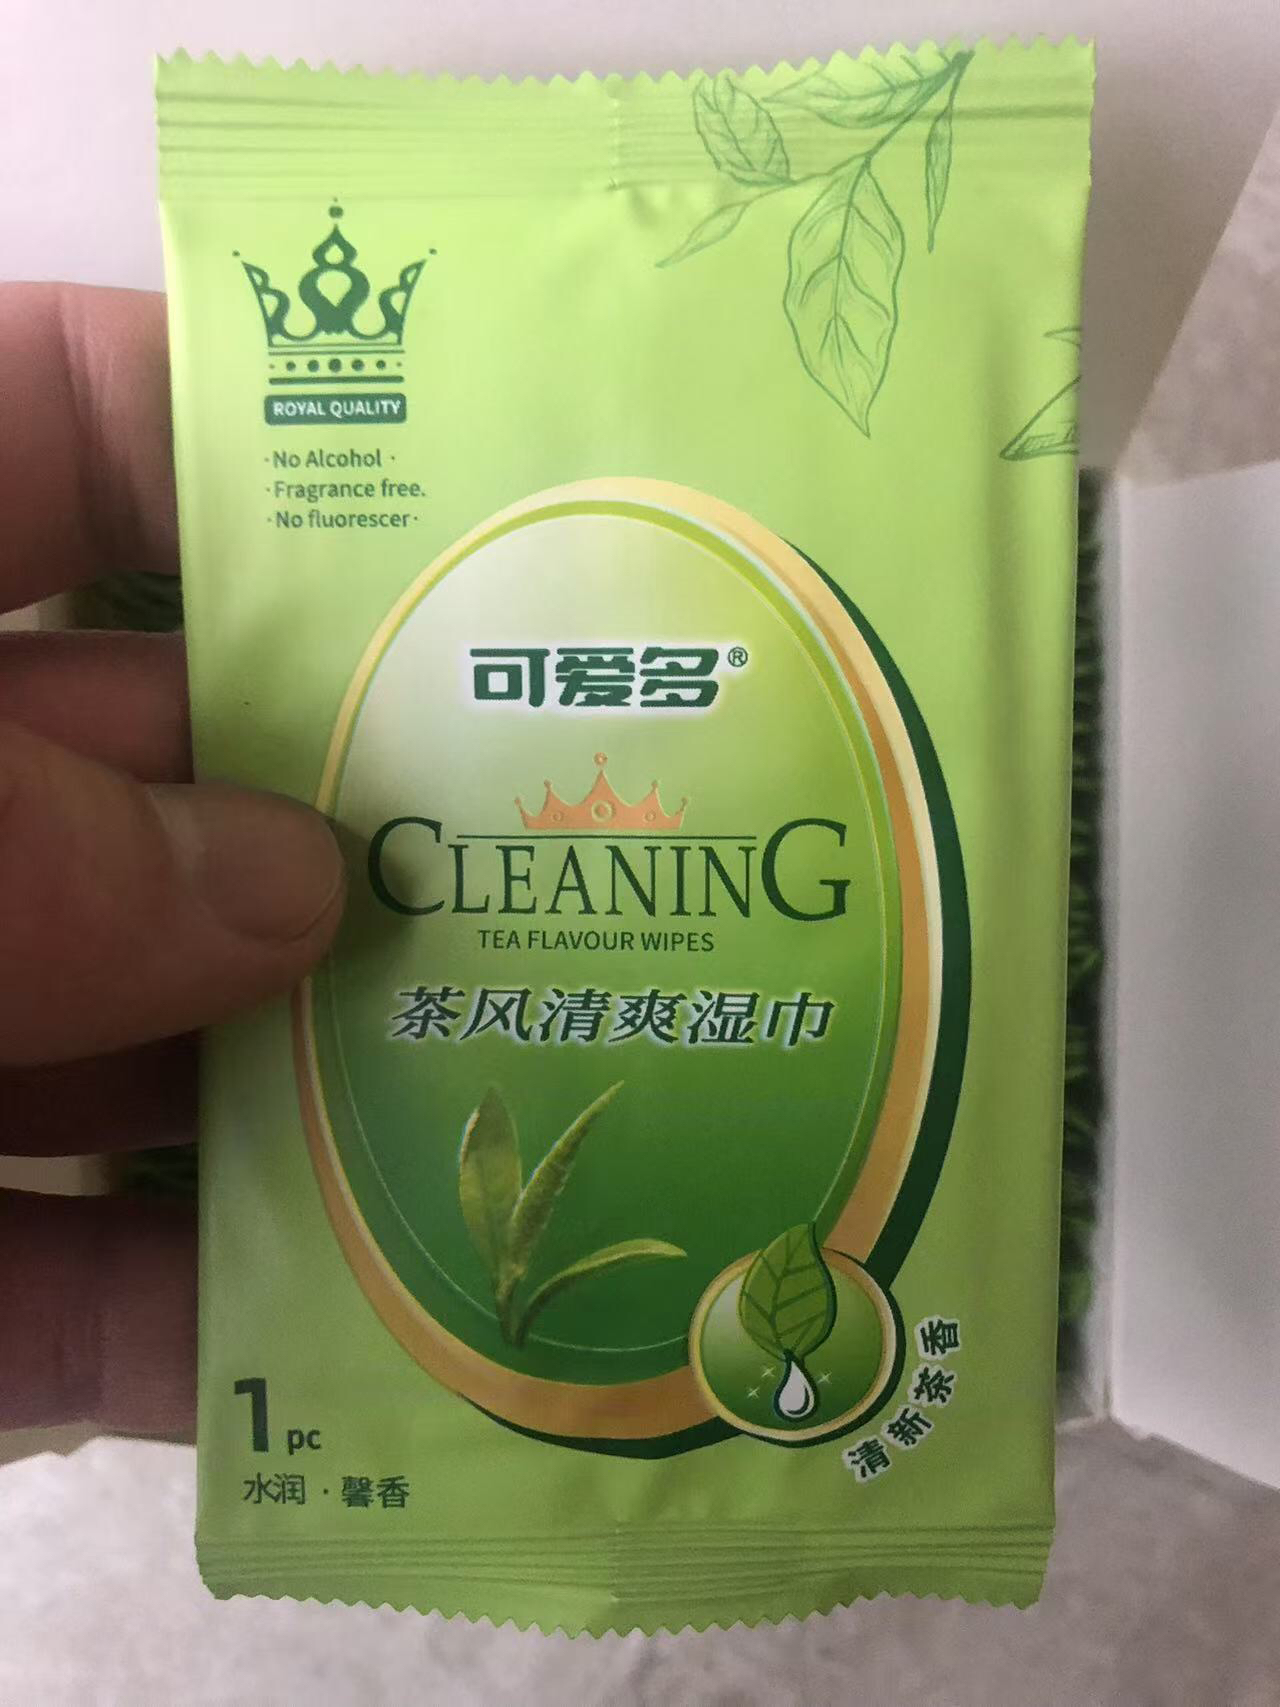 ROYAL QUALITY
·No Alcohol ·
·Fragrance free.
·No fluorescer·
可爱多®
CLEANING
TEA FLAVOUR WIPES
茶风清爽湿巾
清新茶香
1 pc
水润·馨香